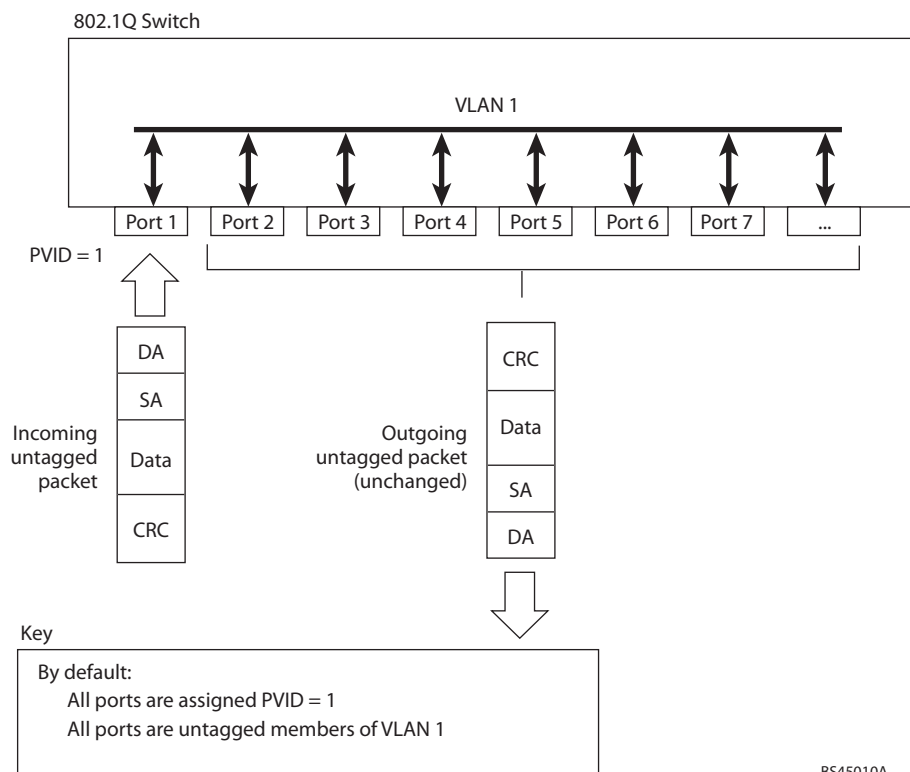 802.1Q Switch
VLAN 1
Port 1
Port 2
Port 3
Port 4
Port 5
Port 6
Port 7
...
PVID = 1
DA
SA
Data
CRC
Incoming
untagged
packet
CRC
Data
SA
DA
Outgoing
untagged packet
(unchanged)
Key
By default:
All ports are assigned PVID = 1
All ports are untagged members of VLAN 1
BS45010A